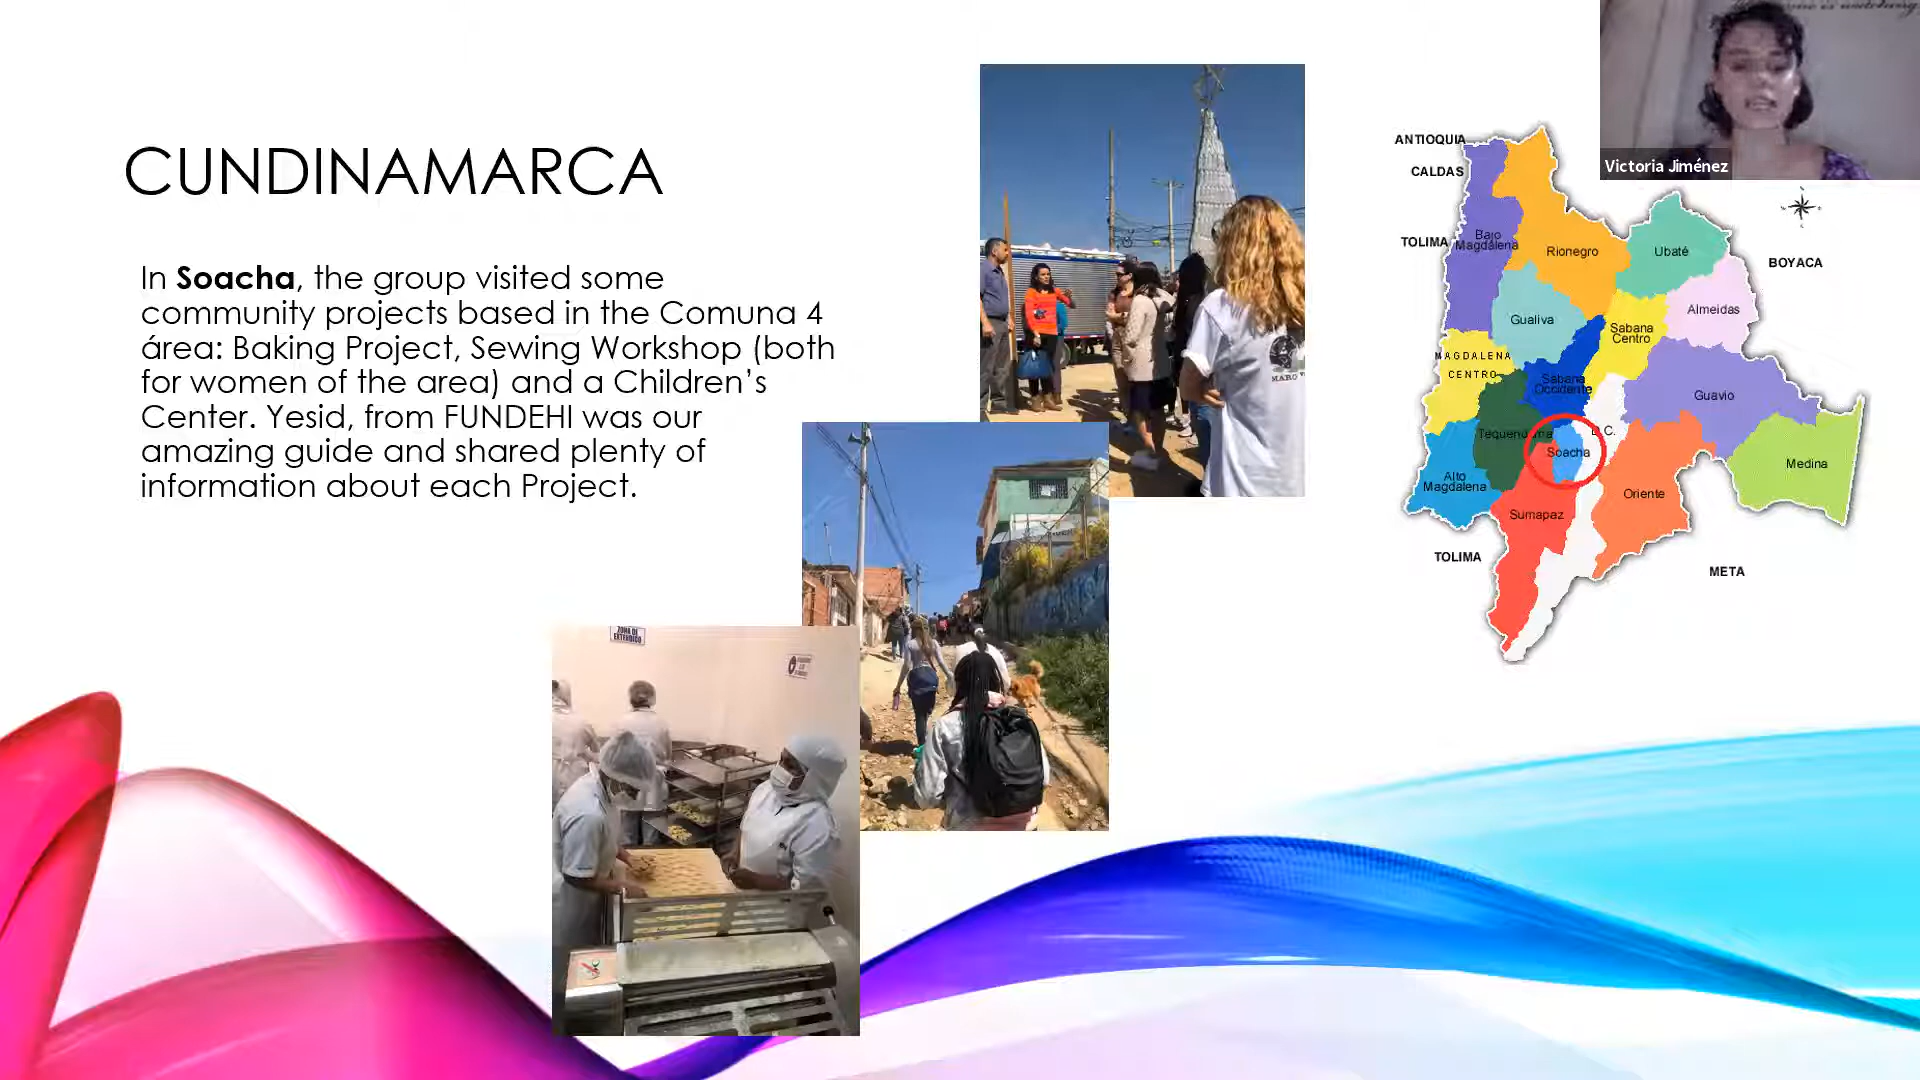 CUNDINAMARCA
In Soacha, the group visited some
community projects based in the Comuna 4
área: Baking Project, Sewing Workshop (both
for women of the area) and a Children’s
Center. Yesid, from FUNDEHI was our
amazing guide and shared plenty of
information about each Project.
ZONA DE
Victoria Jiménez
ANTIOQUIA
CALDAS
TOLIMA
Bajo
Magdalena
Rionegro
Ubaté
BOYACA
Gualiva
Almeidas
Sabana
Centro
MAGDALENA
CENTRO
Sabana
Occidente
Guavio
Tequendama
D.C.
Soacha
Medina
Alto
Magdalena
Oriente
Sumapaz
TOLIMA
META